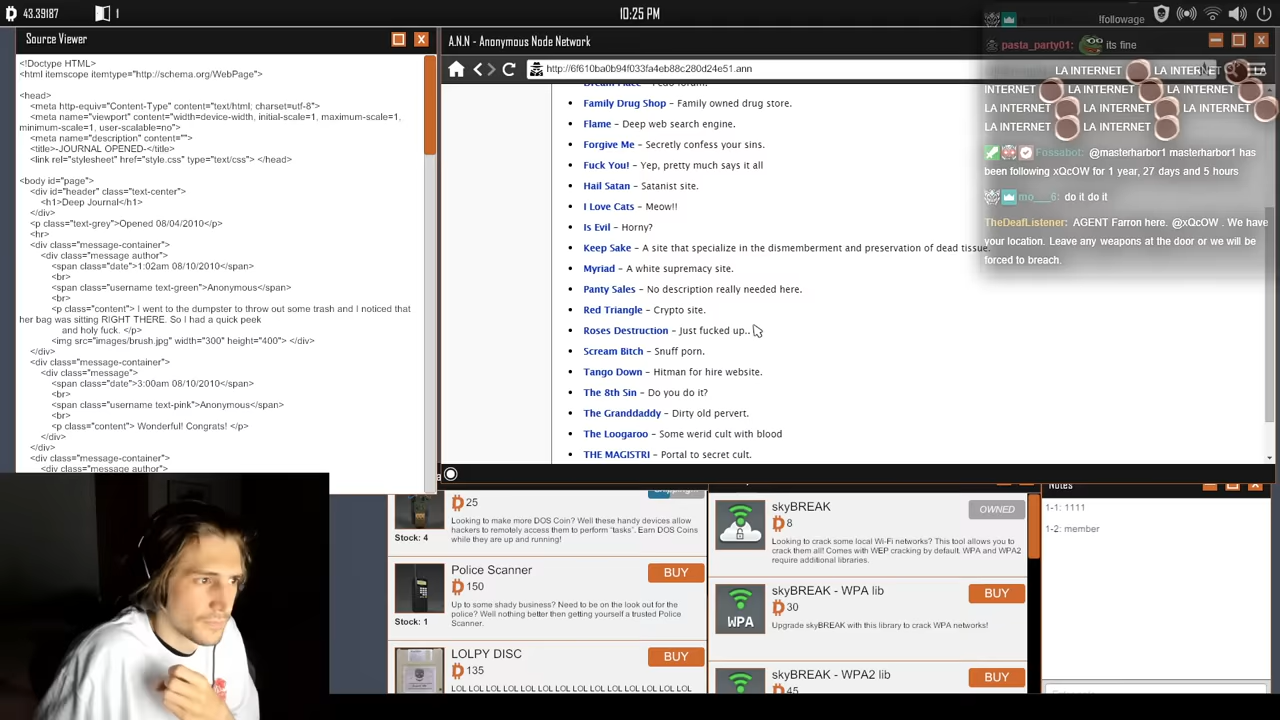 43.39187
1
10:25 PM
!followage
Source Viewer
<!Doctype HTML>
<html itemscope itemtype="http://schema.org/WebPage">
<head>
<meta http-equiv="Content-Type" content="text/html; charset=utf-8">
<meta name="viewport" content="width=device-width, initial-scale=1, maximum-scale=1,
minimum-scale=1, user-scalable=no">
<meta name="description" content="">
<title>-JOURNAL OPENED-</title>
<link rel="stylesheet" href="style.css" type="text/css"> </head>
<body id="page">
<div id="header" class="text-center">
<h1>Deep Journal</h1>
</div>
<p class="text-grey">Opened 08/04/2010</p>
<hr>
<div class="message-container">
<div class="message author">
<span class="date">1:02am 08/10/2010</span>
<br>
<span class="username text-green">Anonymous</span>
<br>
<p class="content"> I went to the dumpster to throw out some trash and I noticed that
her bag was sitting RIGHT THERE. So I had a quick peek
and holy fuck. </p>
<img src="images/brush.jpg" width="300" height="400"> </div>
</div>
<div class="message-container">
<div class="message">
<span class="date">3:00am 08/10/2010</span>
<br>
<span class="username text-pink">Anonymous</span>
<br>
<p class="content"> Wonderful! Congrats! </p>
</div>
</div>
<div class="message-container">
<div class="message author">
A.N.N - Anonymous Node Network
http://6f610ba0b94f033fa4eb88c280d24e51.ann
Family Drug Shop – Family owned drug store.
Flame – Deep web search engine.
Forgive Me – Secretly confess your sins.
Fuck You! – Yep, pretty much says it all
Hail Satan – Satanist site.
I Love Cats – Meow!!
Is Evil – Horny?
Keep Sake – A site that specialize in the dismemberment and preservation of dead tissue.
Myriad – A white supremacy site.
Panty Sales – No description really needed here.
Red Triangle – Crypto site.
Roses Destruction – Just fucked up..
Scream Bitch – Snuff porn.
Tango Down – Hitman for hire website.
The 8th Sin – Do you do it?
The Granddaddy – Dirty old pervert.
The Loogaroo – Some werid cult with blood
THE MAGISTRI – Portal to secret cult.
pasta_party01: its fine
LA INTERNET LA INTERNET LA
INTERNET LA INTERNET LA INTERNET
LA INTERNET LA INTERNET LA INTERNET
LA INTERNET LA INTERNET
Fossabot: @masterharbor1 masterharbor1 has
been following xQcOW for 1 year, 27 days and 5 hours
mo___6: do it do it
TheDeafListener: AGENT Farron here. @xQcOW . We have
your location. Leave any weapons at the door or we will be
forced to breach.
25
Looking to make more DOS Coin? Well these handy devices allow
hackers to remotely access them to perform "tasks". Earn DOS Coins
while they are up and running!
Stock: 4
Police Scanner
150
BUY
Up to some shady business? Need to be on the look out for the
police? Well nothing better then getting yourself a trusted Police
Scanner.
Stock: 1
LOLPY DISC
135
BUY
LOL LOL LOL LOL LOL LOL LOL LOL LOL LOL LOL LOL LOL
skyBREAK
8
OWNED
Looking to crack some local Wi-Fi networks? This tool allows you to
crack them all! Comes with WEP cracking by default. WPA and WPA2
require additional libraries.
skyBREAK - WPA lib
30
BUY
WPA
Upgrade skyBREAK with this library to crack WPA networks!
skyBREAK - WPA2 lib
45
BUY
Notes
1-1: 1111
1-2: member